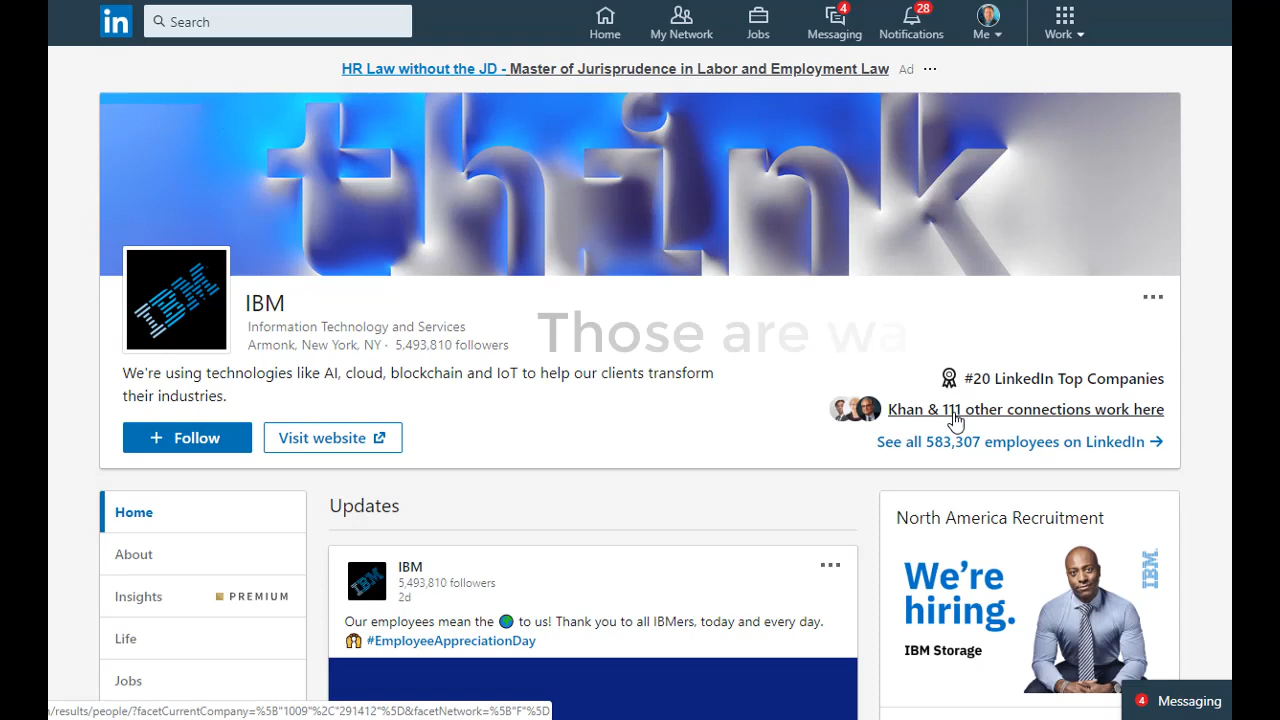 in
Search
Home
My Network
Jobs
4
Messaging
28
Notifications
Me
Work
HR Law without the JD - Master of Jurisprudence in Labor and Employment Law Ad ...
think
IBM
IBM
Information Technology and Services
Armonk, New York, NY · 5,493,810 followers
Those are wa
We're using technologies like AI, cloud, blockchain and IoT to help our clients transform
their industries.
#20 LinkedIn Top Companies
Khan & 111 other connections work here
See all 583,307 employees on LinkedIn →
+ Follow
Visit website
Home
About
Insights
PREMIUM
Life
Jobs
Updates
IBM
IBM
5,493,810 followers
2d
Our employees mean the 🌍 to us! Thank you to all IBMers, today and every day.
🙌 #EmployeeAppreciationDay
North America Recruitment
We're
hiring.
IBM Storage
IBM
4 Messaging
n/results/people/?facetCurrentCompany=%5B"1009"%2C"291412"%5D&facetNetwork=%5B"F"%5D